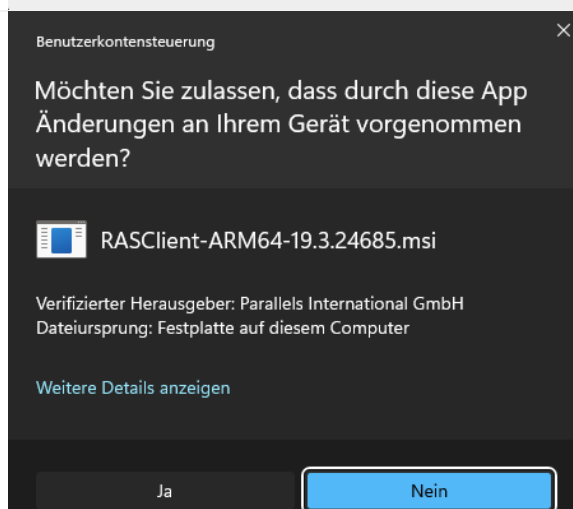 Benutzerkontensteuerung
Möchten Sie zulassen, dass durch diese App
Änderungen an Ihrem Gerät vorgenommen
werden?
RASClient-ARM64-19.3.24685.msi
Verifizierter Herausgeber: Parallels International GmbH
Dateiursprung: Festplatte auf diesem Computer
Weitere Details anzeigen
Ja
Nein